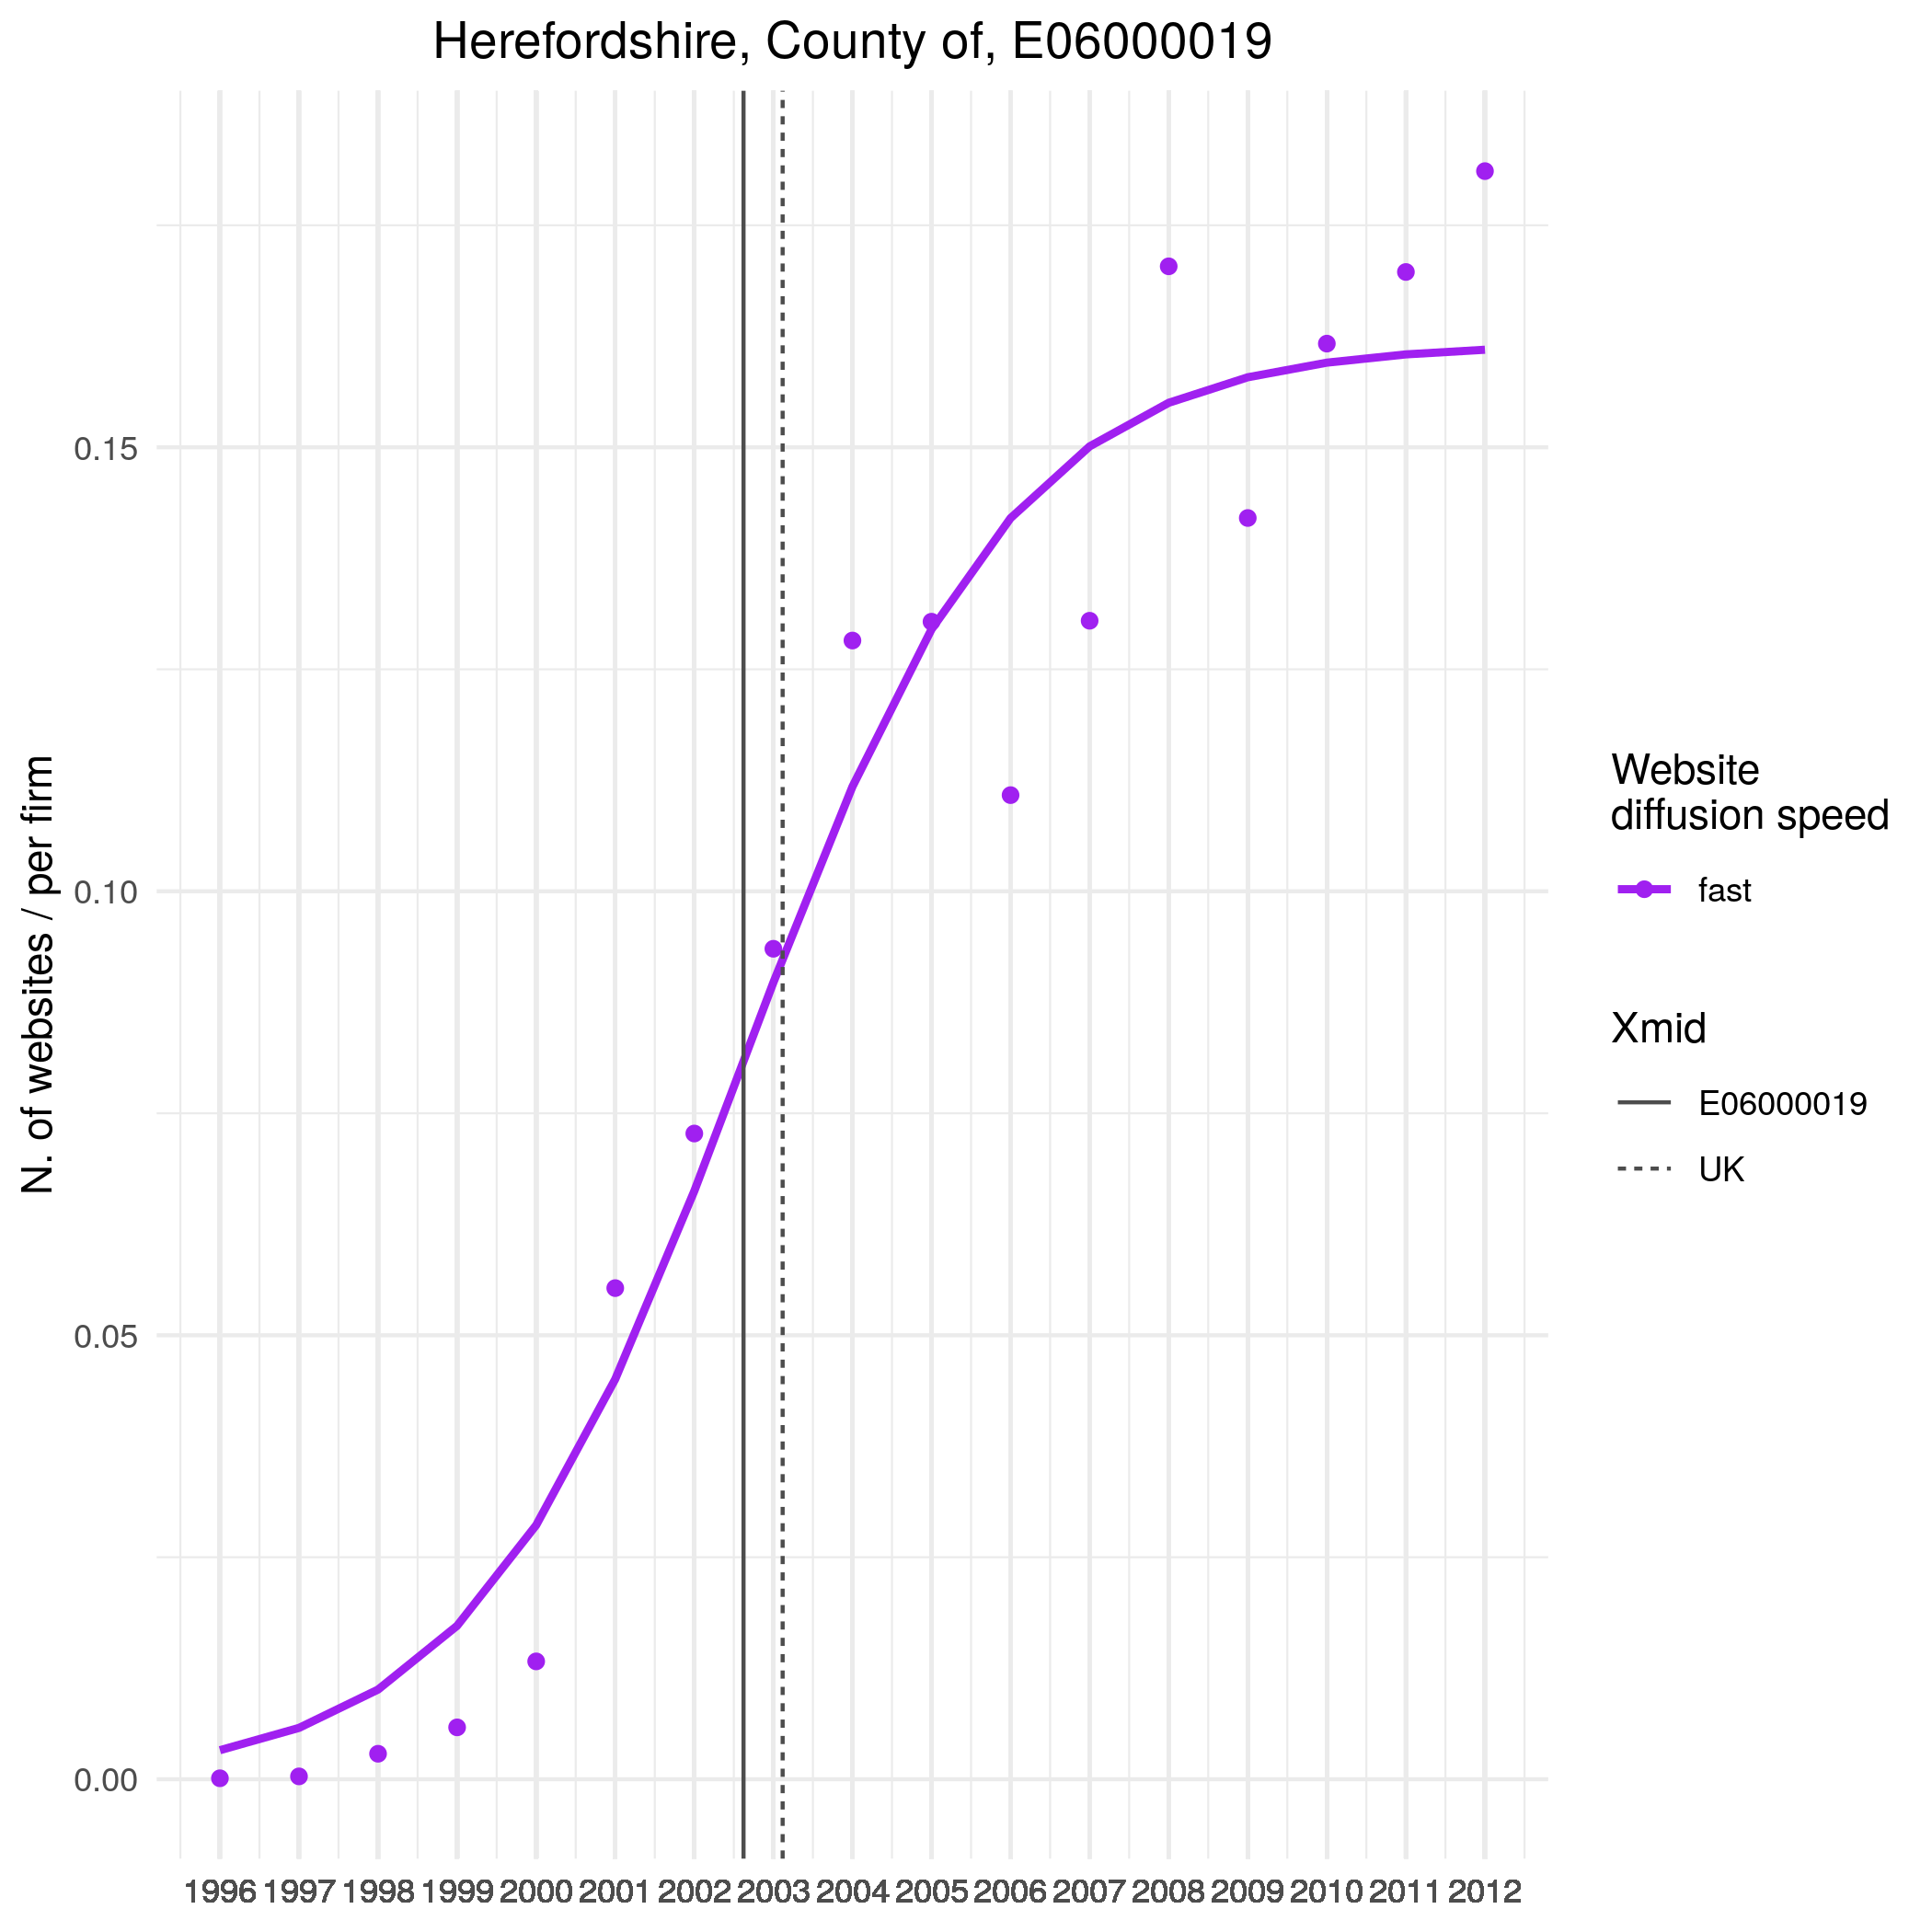 Herefordshire, County of, E06000019
N. of websites / per firm
0.15
0.10
0.05
0.00
1996 1997 1998 1999 2000 2001 2002 2003 2004 2005 2006 2007 2008 2009 2010 2011 2012
Website
diffusion speed
fast
Xmid
E06000019
UK